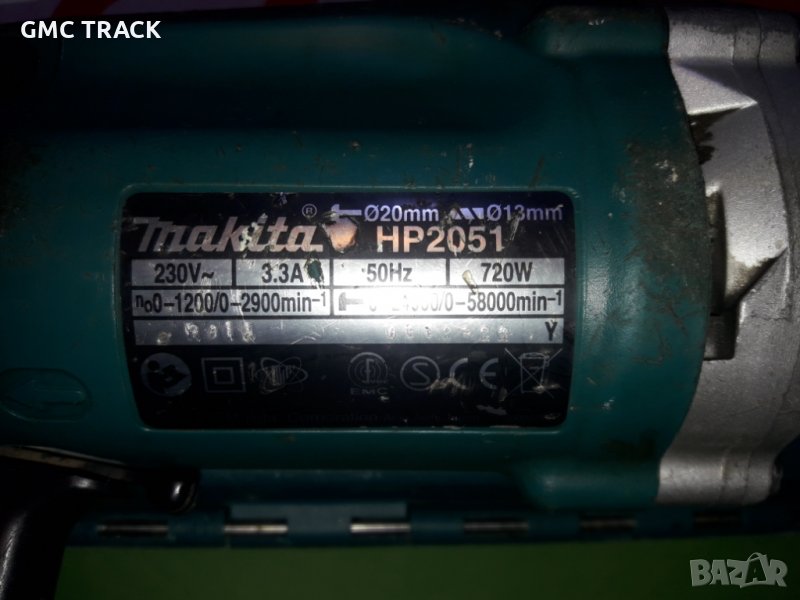 GMC TRACK
Ø20mm Ø13mm
makita® HP2051
230V~ 3.3A 50Hz 720W
n₀0-1200/0-2900min⁻¹ /0-58000min⁻¹
Y
EMC S CE
BAZAR